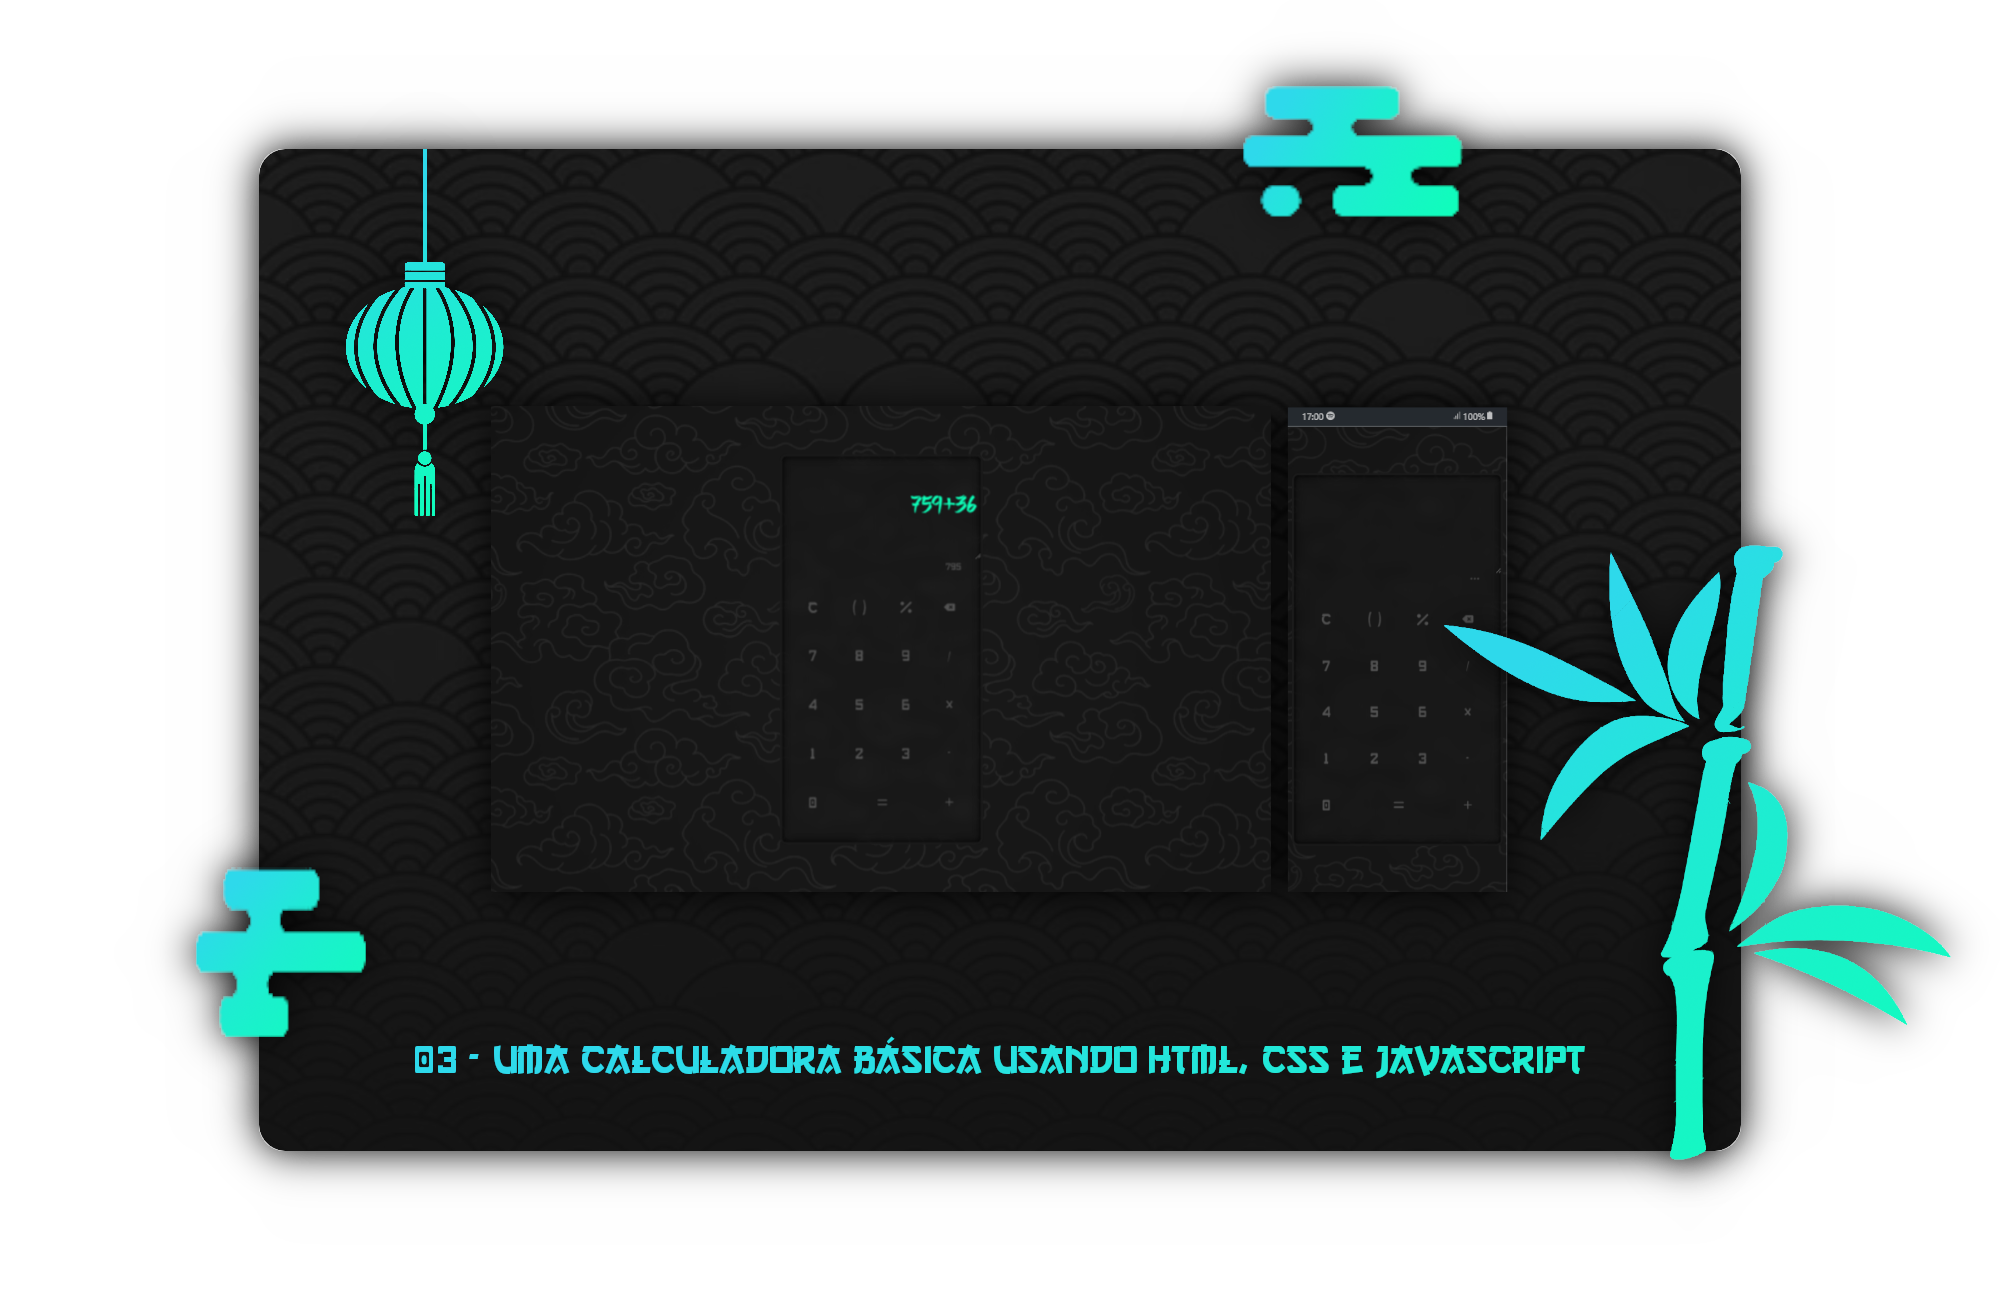 17:00 100%
759+36
795
...
C ( ) % 
7 8 9 /
4 5 6 x
1 2 3 .
0 = +
C ( ) %
7 8 9 /
4 5 6 x
1 2 3 .
0 = +
03 - UMA CALCULADORA BÁSICA USANDO HTML, CSS E JAVASCRIPT